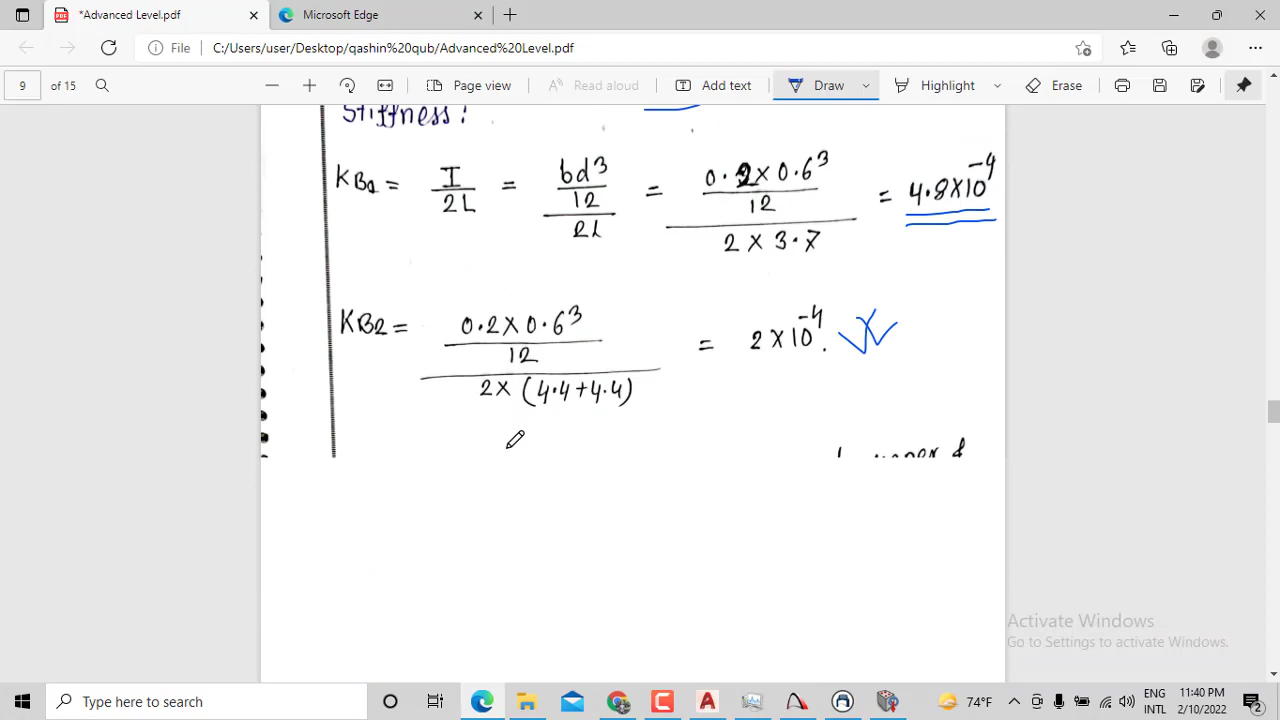 *Advanced Level.pdf
Microsoft Edge
File
C:/Users/user/Desktop/qashin%20qub/Advanced%20Level.pdf
9 of 15
Page view
Read aloud
Add text
Draw
Highlight
Erase
Stiffness:
KB1 = I / 2L = (bd³ / 12) / 2L = (0.2 × 0.6³ / 12) / (2 × 3.7) = 4.8×10⁻⁴
KB2 = (0.2 × 0.6³ / 12) / (2× (4.4+4.4)) = 2 × 10⁻⁴.
Activate Windows
Go to Settings to activate Windows.
Type here to search
74°F
ENG
INTL
11:40 PM
2/10/2022
2